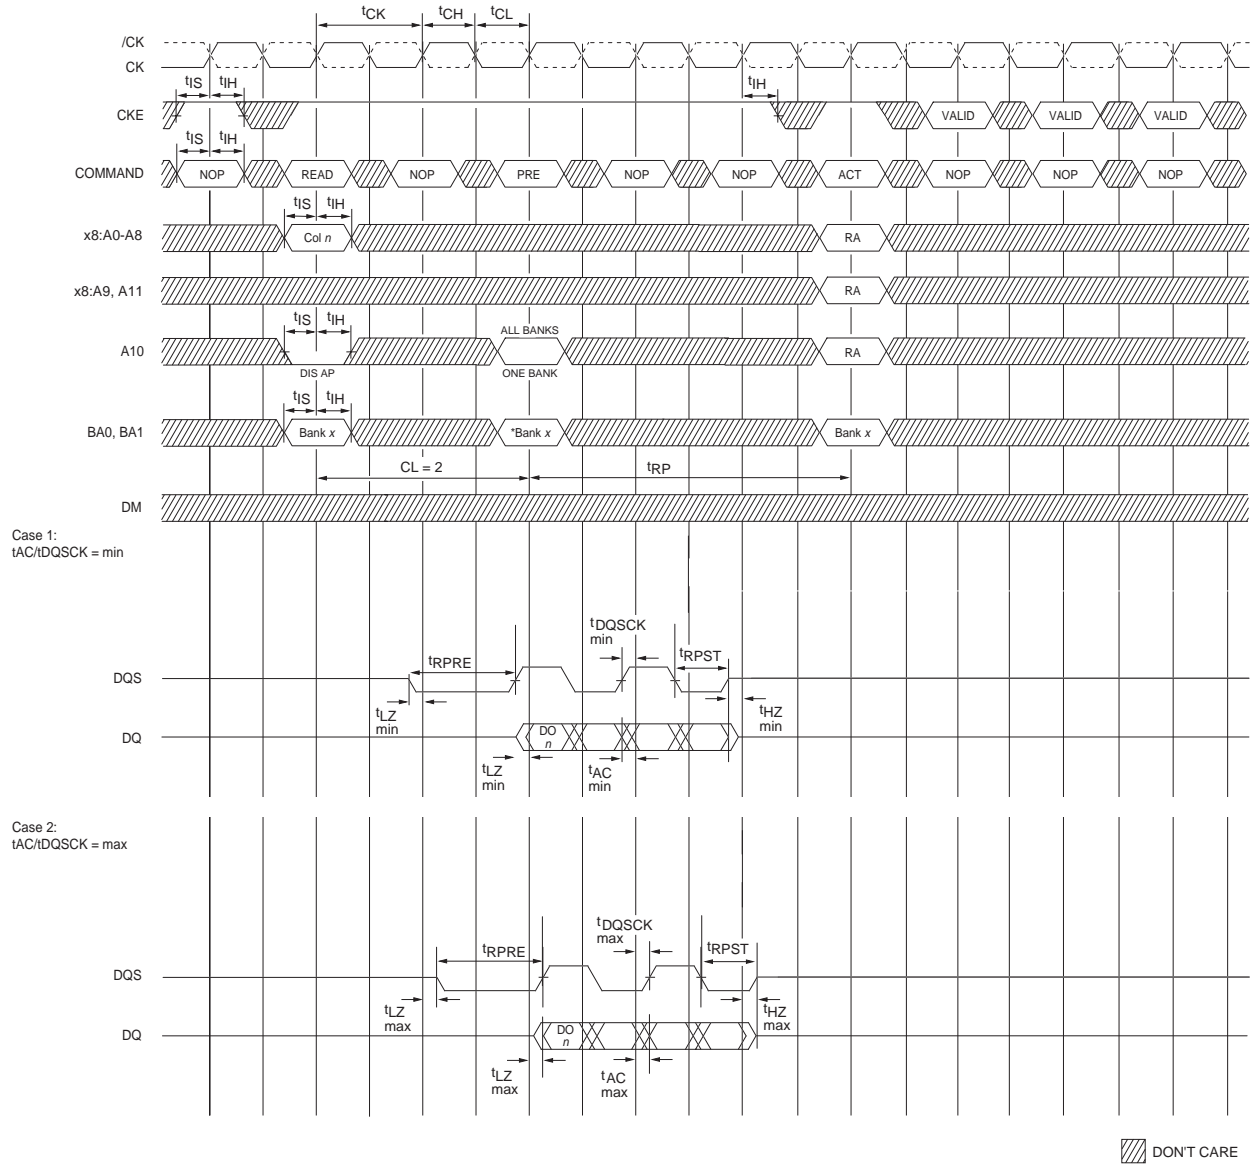 tCK tCH tCL
/CK
CK
tIS tIH tIH
CKE VALID VALID VALID
tIS tIH
COMMAND NOP READ NOP PRE NOP NOP ACT NOP NOP NOP
tIS tIH
x8:A0-A8 Col n RA
x8:A9, A11 RA
tIS tIH ALL BANKS
A10 RA
DIS AP ONE BANK
tIS tIH
BA0, BA1 Bank x *Bank x Bank x
CL = 2 tRP
DM
Case 1:
tAC/tDQSCK = min
tDQSCK
min
tRPRE tRPST
DQS
tLZ
min
tHZ
min
DQ DO
n
tLZ
min
tAC
min
Case 2:
tAC/tDQSCK = max
tDQSCK
max
tRPRE tRPST
DQS
tLZ
max
tHZ
max
DQ DO
n
tLZ
max
tAC
max
DON'T CARE